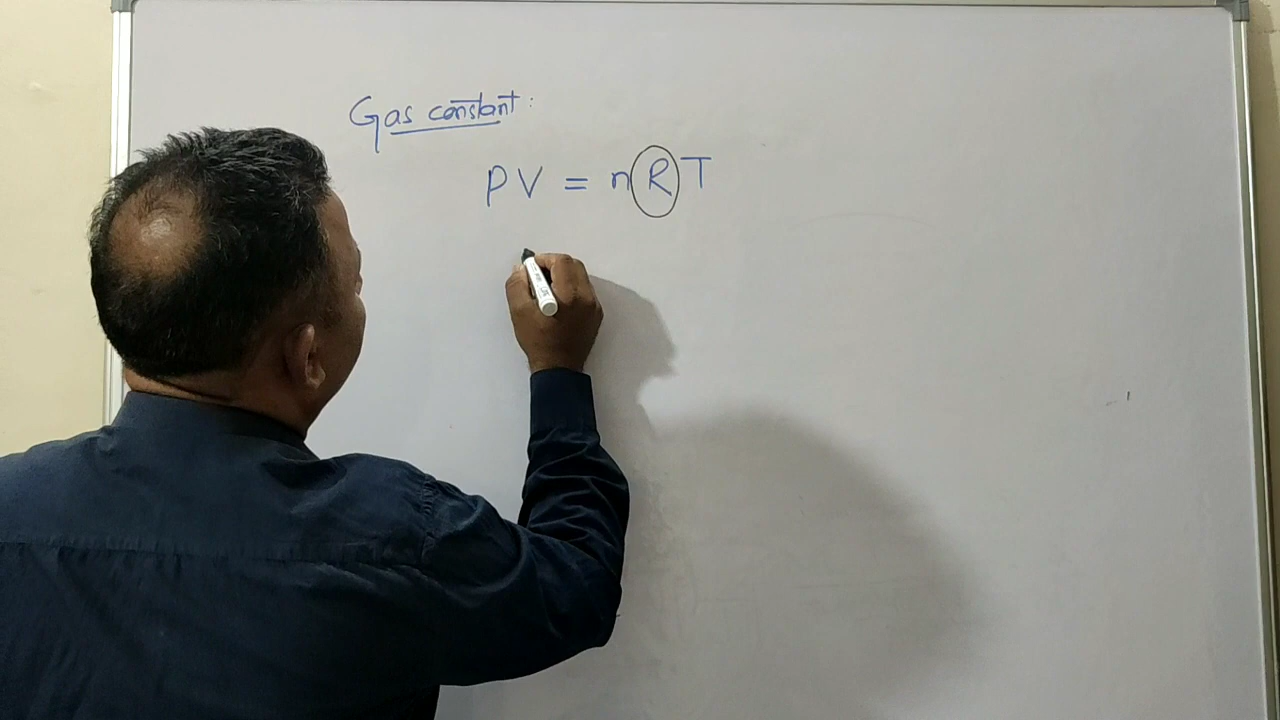 Gas constant:
PV = nRT